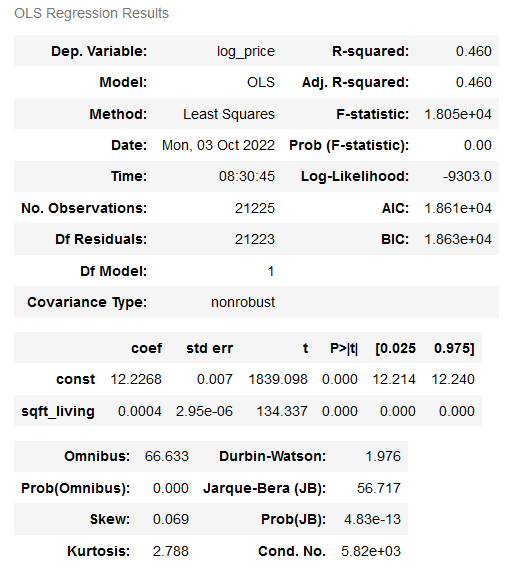 OLS Regression Results
Dep. Variable: log_price R-squared: 0.460
Model: OLS Adj. R-squared: 0.460
Method: Least Squares F-statistic: 1.805e+04
Date: Mon, 03 Oct 2022 Prob (F-statistic): 0.00
Time: 08:30:45 Log-Likelihood: -9303.0
No. Observations: 21225 AIC: 1.861e+04
Df Residuals: 21223 BIC: 1.863e+04
Df Model: 1
Covariance Type: nonrobust
coef std err t P>|t| [0.025 0.975]
const 12.2268 0.007 1839.098 0.000 12.214 12.240
sqft_living 0.0004 2.95e-06 134.337 0.000 0.000 0.000
Omnibus: 66.633 Durbin-Watson: 1.976
Prob(Omnibus): 0.000 Jarque-Bera (JB): 56.717
Skew: 0.069 Prob(JB): 4.83e-13
Kurtosis: 2.788 Cond. No. 5.82e+03